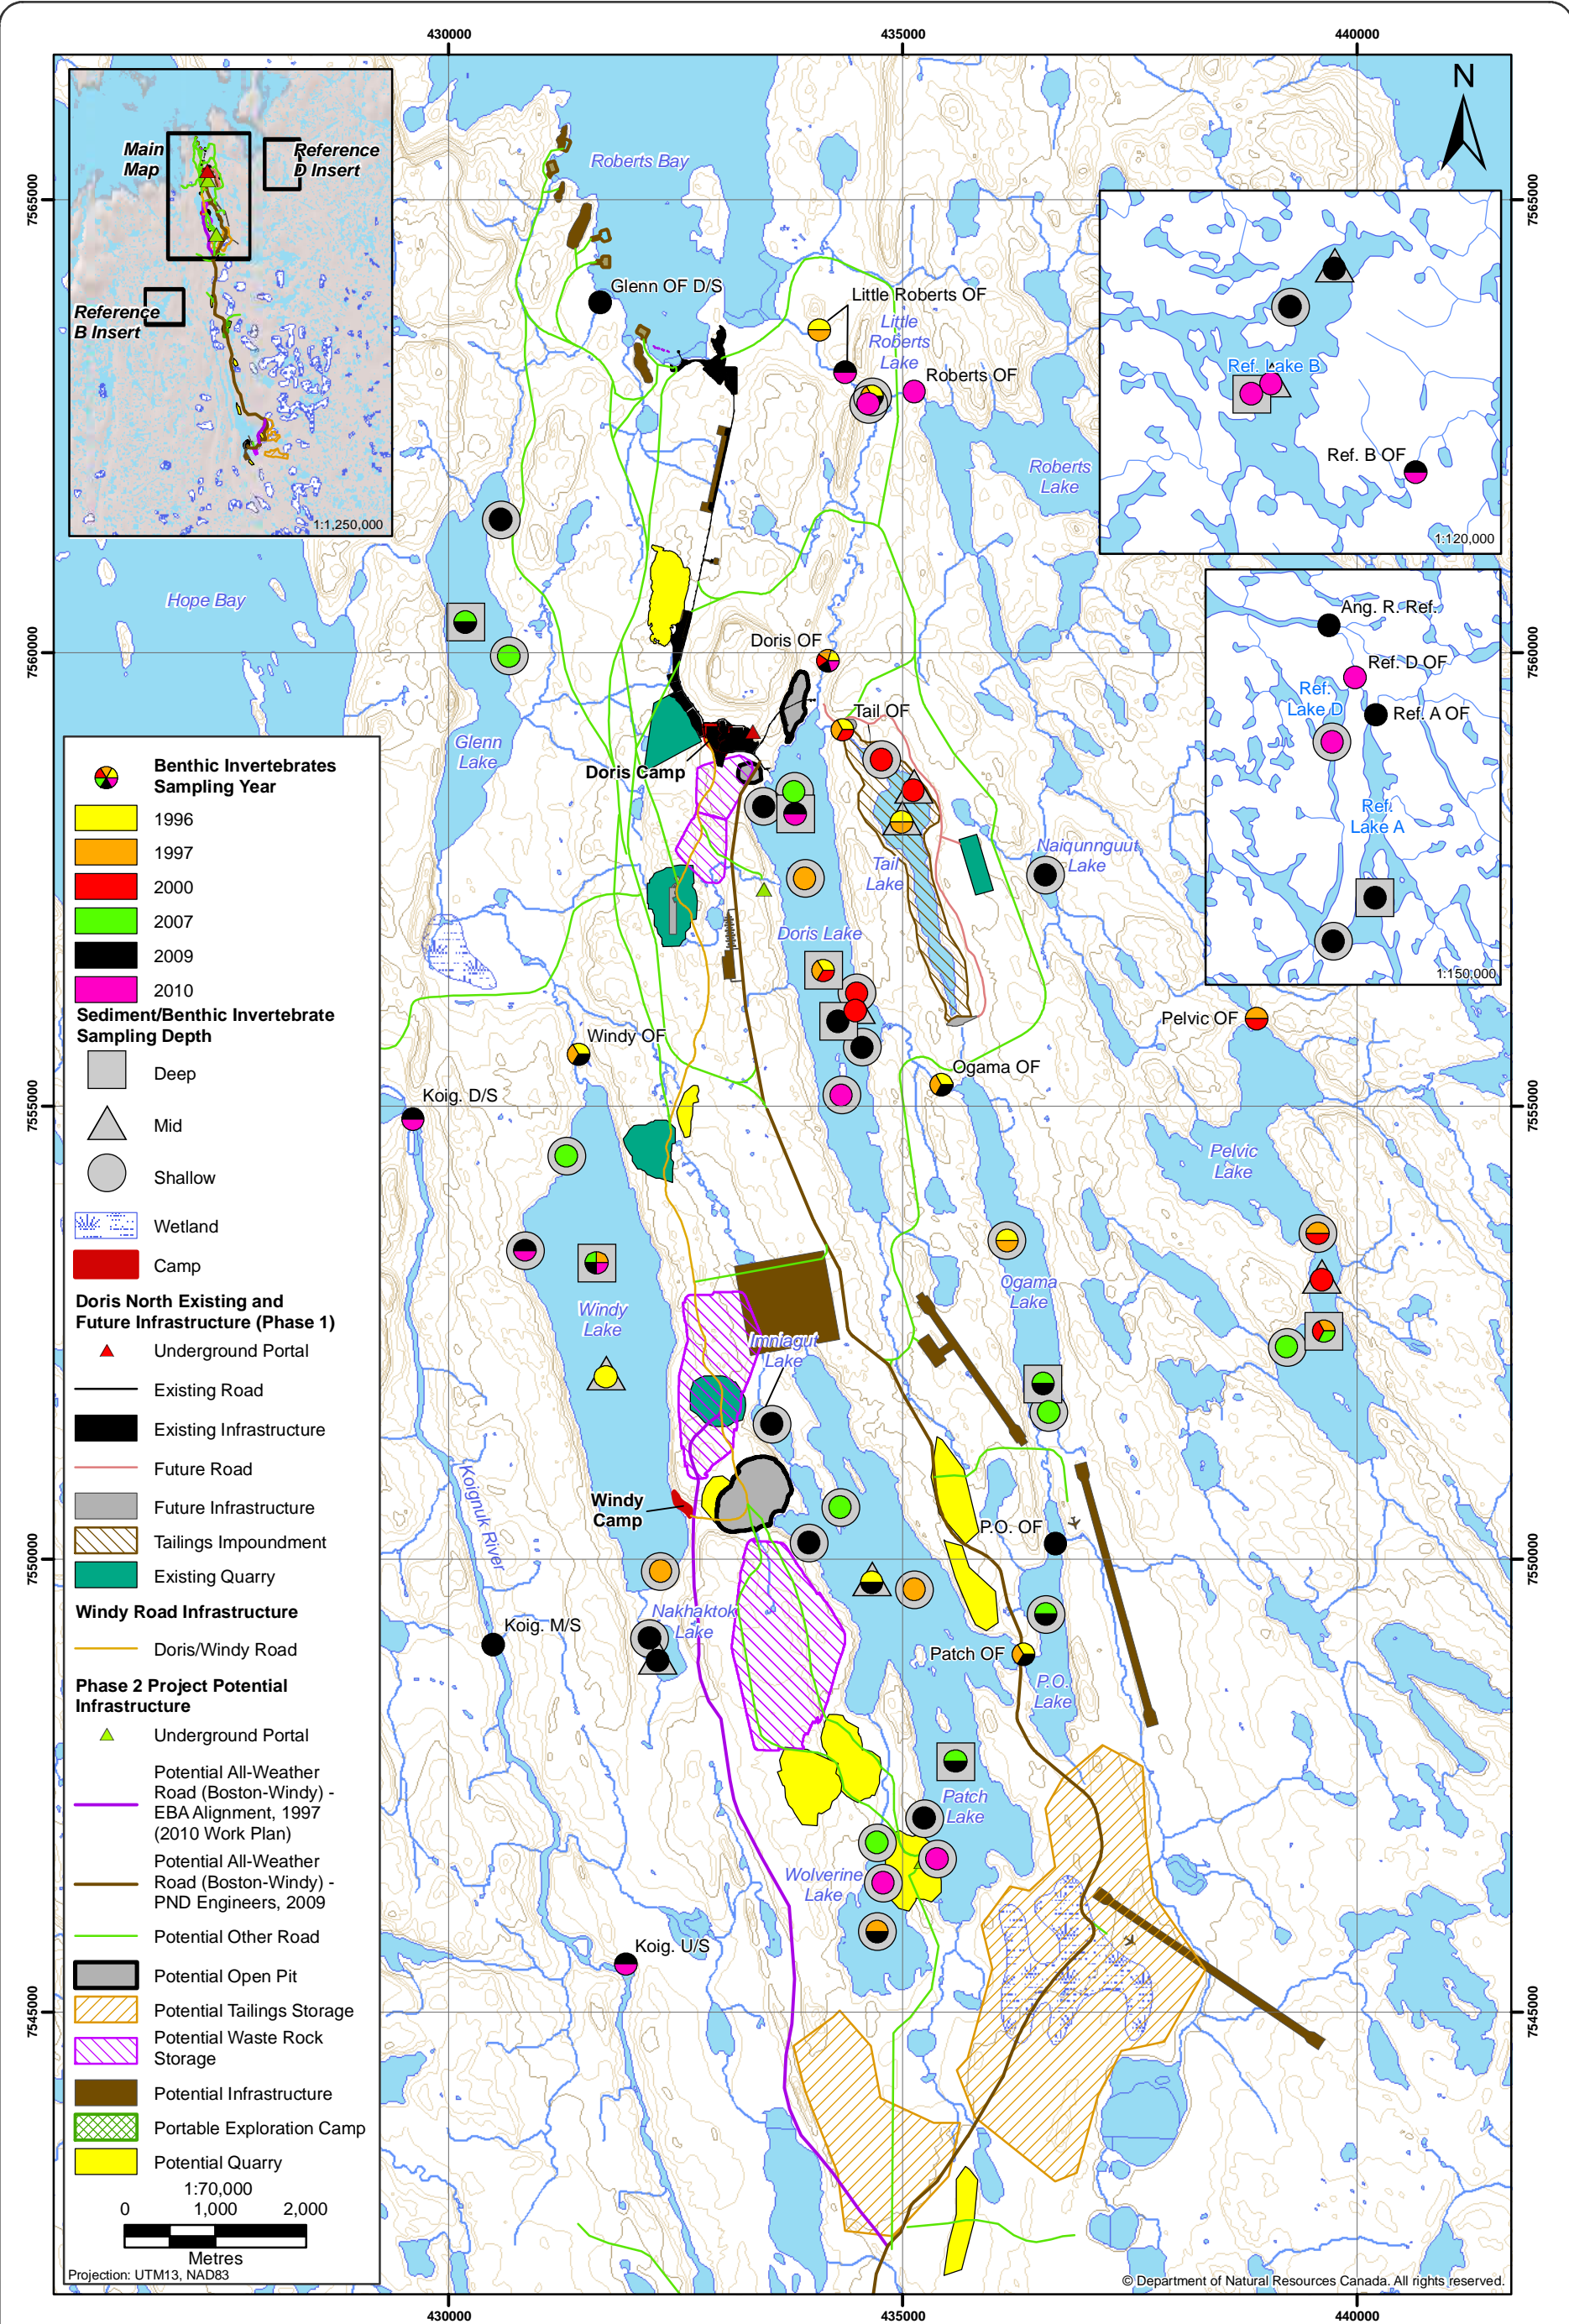 430000
435000
440000
7565000
7560000
7555000
7550000
7545000
7565000
7560000
7555000
7550000
7545000
430000
435000
440000
Main
Map
Reference
D Insert
Reference
B Insert
1:1,250,000
N
Roberts Bay
Glenn OF D/S
Little Roberts OF
Little
Roberts
Lake
Roberts OF
Roberts
Lake
Ref. Lake B
Ref. B OF
1:120,000
Hope Bay
Ang. R. Ref.
Ref. D OF
Ref.
Lake D
Ref. A OF
Ref.
Lake A
1:150,000
Doris OF
Tail OF
Glenn
Lake
Doris Camp
Tail
Lake
Naiqunnguut
Lake
Doris Lake
Windy OF
Pelvic OF
Ogama OF
Koig. D/S
Pelvic
Lake
Windy
Lake
Ogama
Lake
Imniagut
Lake
Koignuk River
Windy
Camp
P.O. OF
Nakhaktok
Lake
Koig. M/S
Patch OF
P.O.
Lake
Patch
Lake
Wolverine
Lake
Koig. U/S
Benthic Invertebrates
Sampling Year
1996
1997
2000
2007
2009
2010
Sediment/Benthic Invertebrate
Sampling Depth
Deep
Mid
Shallow
Wetland
Camp
Doris North Existing and
Future Infrastructure (Phase 1)
Underground Portal
Existing Road
Existing Infrastructure
Future Road
Future Infrastructure
Tailings Impoundment
Existing Quarry
Windy Road Infrastructure
Doris/Windy Road
Phase 2 Project Potential
Infrastructure
Underground Portal
Potential All-Weather
Road (Boston-Windy) -
EBA Alignment, 1997
(2010 Work Plan)
Potential All-Weather
Road (Boston-Windy) -
PND Engineers, 2009
Potential Other Road
Potential Open Pit
Potential Tailings Storage
Potential Waste Rock
Storage
Potential Infrastructure
Portable Exploration Camp
Potential Quarry
1:70,000
0 1,000 2,000
Metres
Projection: UTM13, NAD83
© Department of Natural Resources Canada. All rights reserved.